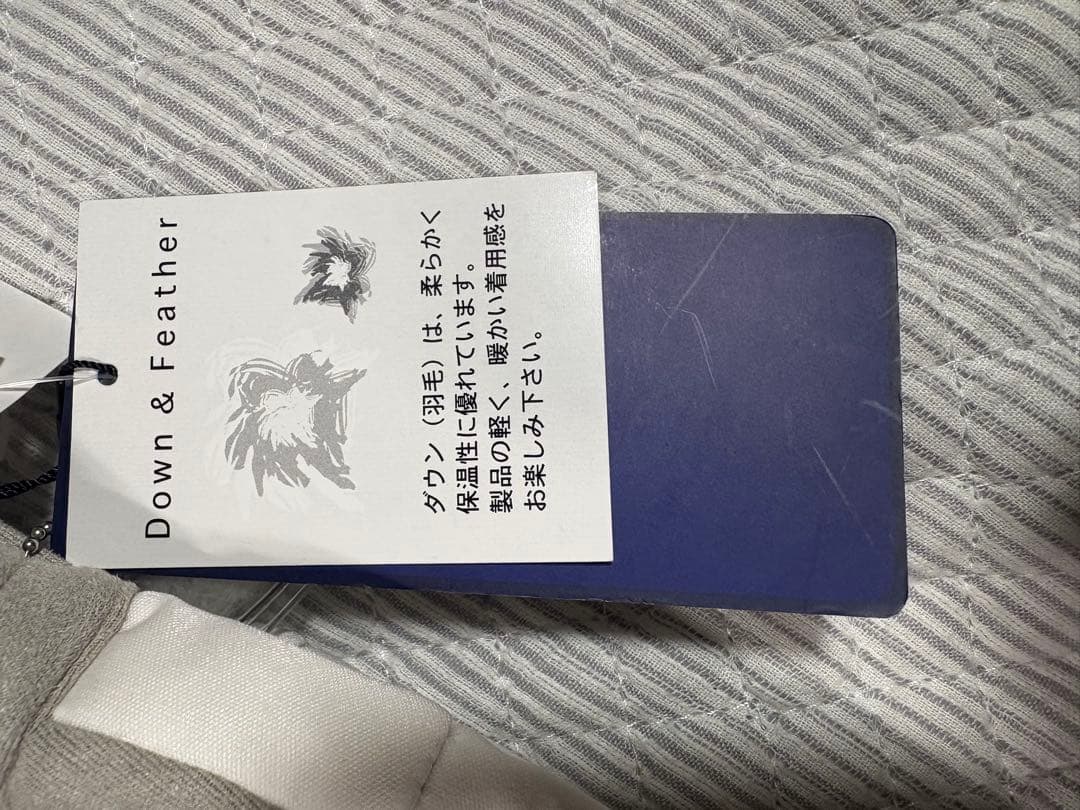 Down & Feather
ダウン（羽毛）は、柔らかく
保温性に優れています。
製品の軽く、暖かい着用感を
お楽しみ下さい。